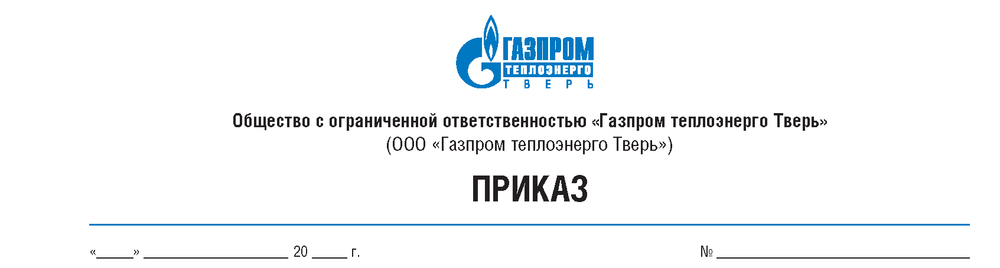 ГАЗПРОМ
ТЕПЛОЭНЕРГО
ТВЕРЬ
Общество с ограниченной ответственностью «Газпром теплоэнерго Тверь»
(ООО «Газпром теплоэнерго Тверь»)
ПРИКАЗ
«_____» ____________________ 20 _____ г. № ___________________________________